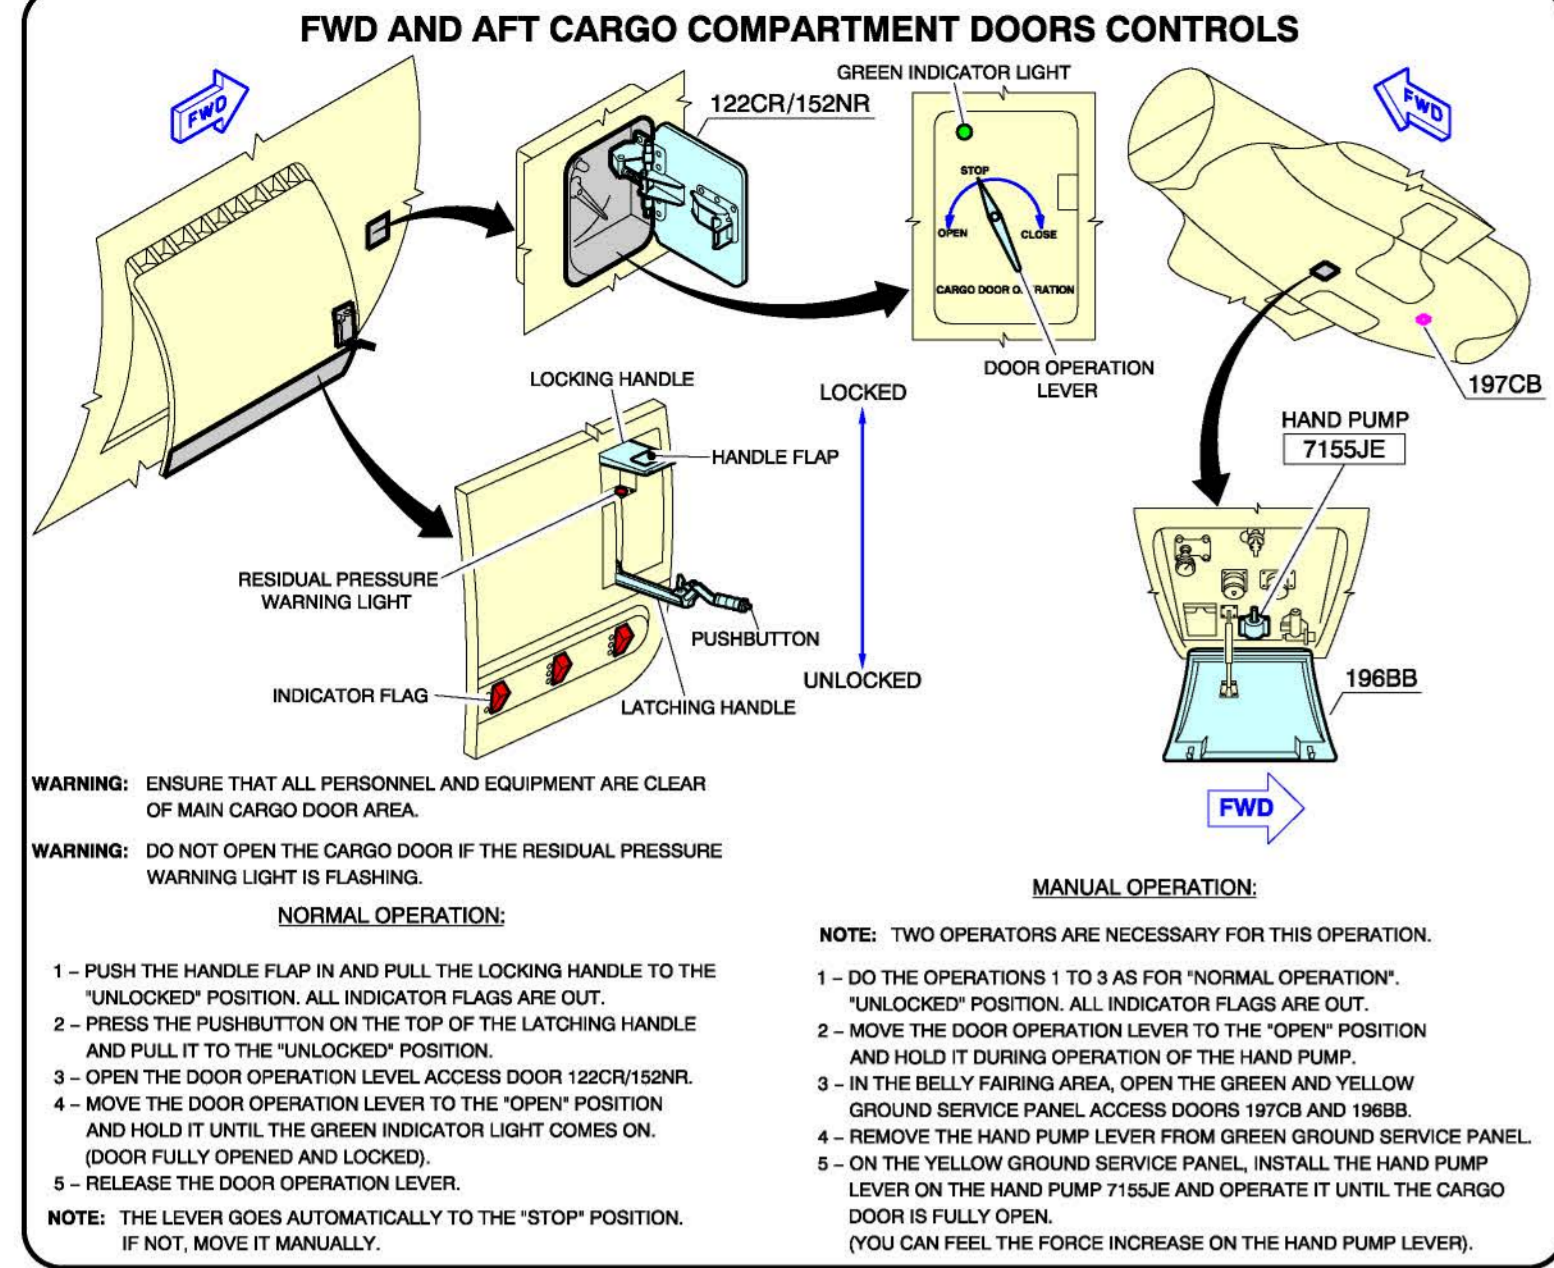 FWD AND AFT CARGO COMPARTMENT DOORS CONTROLS
GREEN INDICATOR LIGHT
FWD
122CR/152NR
FWD
STOP
OPEN
CLOSE
CARGO DOOR
DOOR OPERATION
LEVER
197CB
LOCKING HANDLE
LOCKED
HANDLE FLAP
HAND PUMP
7155JE
RESIDUAL PRESSURE
WARNING LIGHT
PUSHBUTTON
INDICATOR FLAG
LATCHING HANDLE
UNLOCKED
196BB
FWD
WARNING: ENSURE THAT ALL PERSONNEL AND EQUIPMENT ARE CLEAR
OF MAIN CARGO DOOR AREA.
WARNING: DO NOT OPEN THE CARGO DOOR IF THE RESIDUAL PRESSURE
WARNING LIGHT IS FLASHING.
NORMAL OPERATION:
1 – PUSH THE HANDLE FLAP IN AND PULL THE LOCKING HANDLE TO THE
"UNLOCKED" POSITION. ALL INDICATOR FLAGS ARE OUT.
2 – PRESS THE PUSHBUTTON ON THE TOP OF THE LATCHING HANDLE
AND PULL IT TO THE "UNLOCKED" POSITION.
3 – OPEN THE DOOR OPERATION LEVEL ACCESS DOOR 122CR/152NR.
4 – MOVE THE DOOR OPERATION LEVER TO THE "OPEN" POSITION
AND HOLD IT UNTIL THE GREEN INDICATOR LIGHT COMES ON.
(DOOR FULLY OPENED AND LOCKED).
5 – RELEASE THE DOOR OPERATION LEVER.
NOTE: THE LEVER GOES AUTOMATICALLY TO THE "STOP" POSITION.
IF NOT, MOVE IT MANUALLY.
MANUAL OPERATION:
NOTE: TWO OPERATORS ARE NECESSARY FOR THIS OPERATION.
1 – DO THE OPERATIONS 1 TO 3 AS FOR "NORMAL OPERATION".
"UNLOCKED" POSITION. ALL INDICATOR FLAGS ARE OUT.
2 – MOVE THE DOOR OPERATION LEVER TO THE "OPEN" POSITION
AND HOLD IT DURING OPERATION OF THE HAND PUMP.
3 – IN THE BELLY FAIRING AREA, OPEN THE GREEN AND YELLOW
GROUND SERVICE PANEL ACCESS DOORS 197CB AND 196BB.
4 – REMOVE THE HAND PUMP LEVER FROM GREEN GROUND SERVICE PANEL.
5 – ON THE YELLOW GROUND SERVICE PANEL, INSTALL THE HAND PUMP
LEVER ON THE HAND PUMP 7155JE AND OPERATE IT UNTIL THE CARGO
DOOR IS FULLY OPEN.
(YOU CAN FEEL THE FORCE INCREASE ON THE HAND PUMP LEVER).